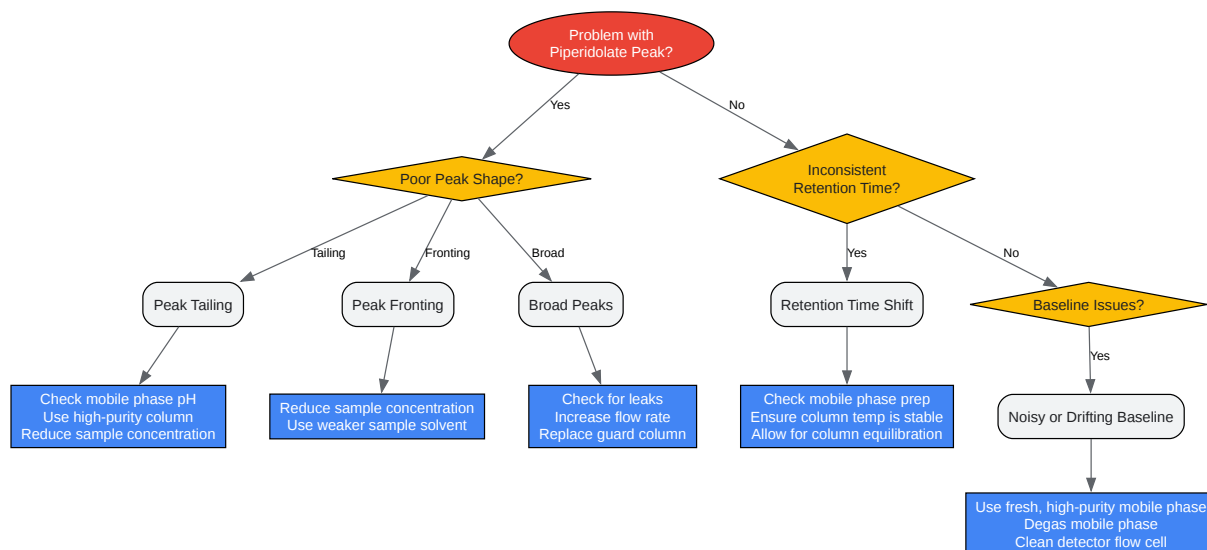 Problem with
Piperidolate Peak?
Yes
No
Poor Peak Shape?
Inconsistent
Retention Time?
Tailing
Fronting
Broad
Yes
No
Peak Tailing
Peak Fronting
Broad Peaks
Retention Time Shift
Baseline Issues?
Yes
Check mobile phase pH
Use high-purity column
Reduce sample concentration
Reduce sample concentration
Use weaker sample solvent
Check for leaks
Increase flow rate
Replace guard column
Check mobile phase prep
Ensure column temp is stable
Allow for column equilibration
Noisy or Drifting Baseline
Use fresh, high-purity mobile phase
Degas mobile phase
Clean detector flow cell